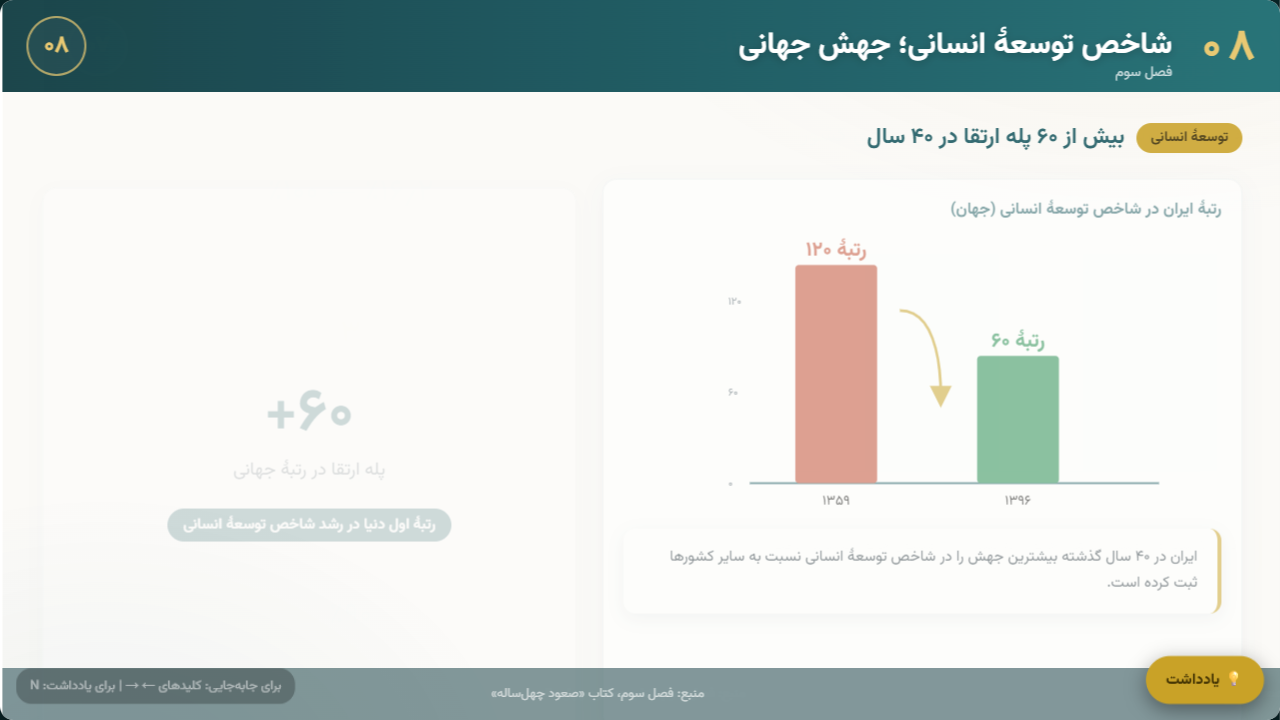 ۰۸
شاخص توسعهٔ انسانی؛ جهش جهانی
فصل سوم
۰۸
توسعهٔ انسانی
بیش از ۶۰ پله ارتقا در ۴۰ سال
رتبهٔ ایران در شاخص توسعهٔ انسانی (جهان)
رتبهٔ ۱۲۰
رتبهٔ ۶۰
۱۲۰
۶۰
۰
۱۳۵۹
۱۳۹۶
ایران در ۴۰ سال گذشته بیشترین جهش را در شاخص توسعهٔ انسانی نسبت به سایر کشورها
ثبت کرده است.
+۶۰
پله ارتقا در رتبهٔ جهانی
رتبهٔ اول دنیا در رشد شاخص توسعهٔ انسانی
💡 یادداشت
منبع: فصل سوم، کتاب «صعود چهل‌ساله»
برای جابه‌جایی: کلیدهای ← → | برای یادداشت: N